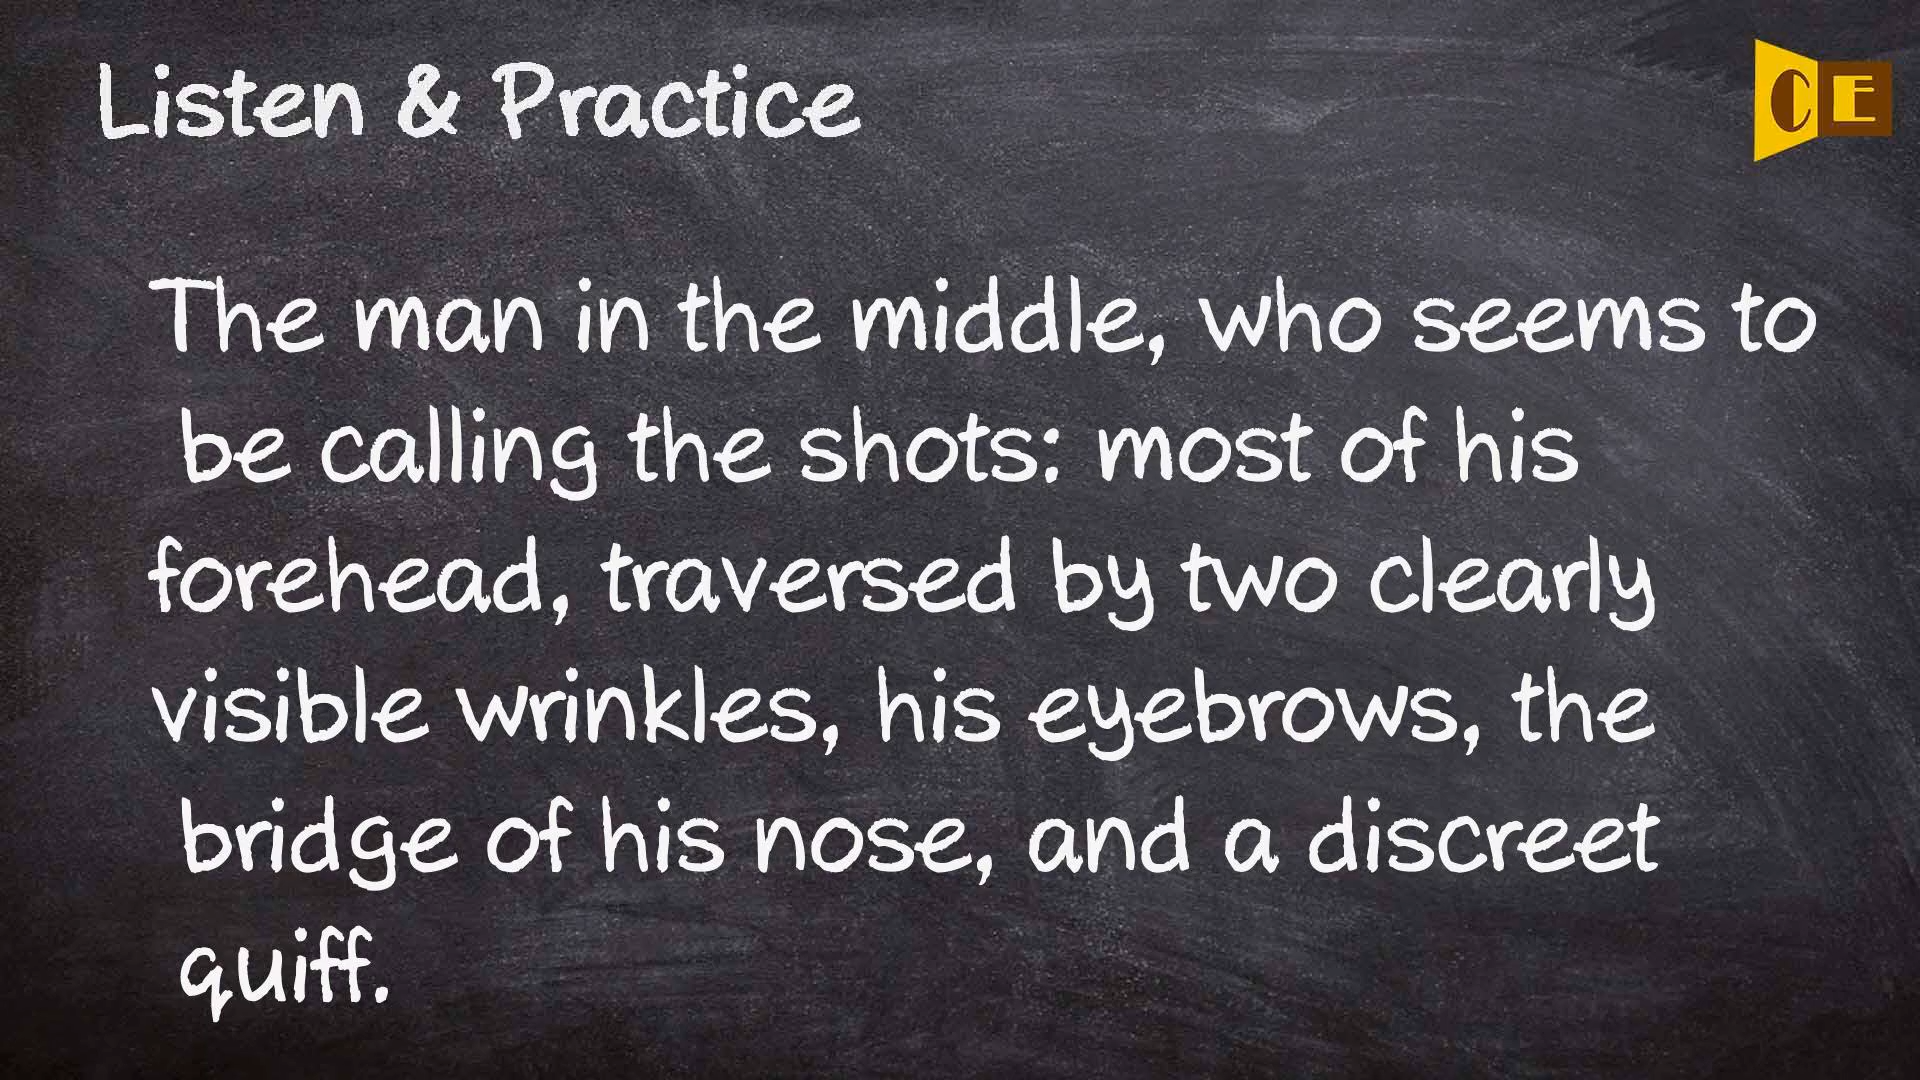 Listen & Practice
CE
The man in the middle, who seems to
be calling the shots: most of his
forehead, traversed by two clearly
visible wrinkles, his eyebrows, the
bridge of his nose, and a discreet
quiff.